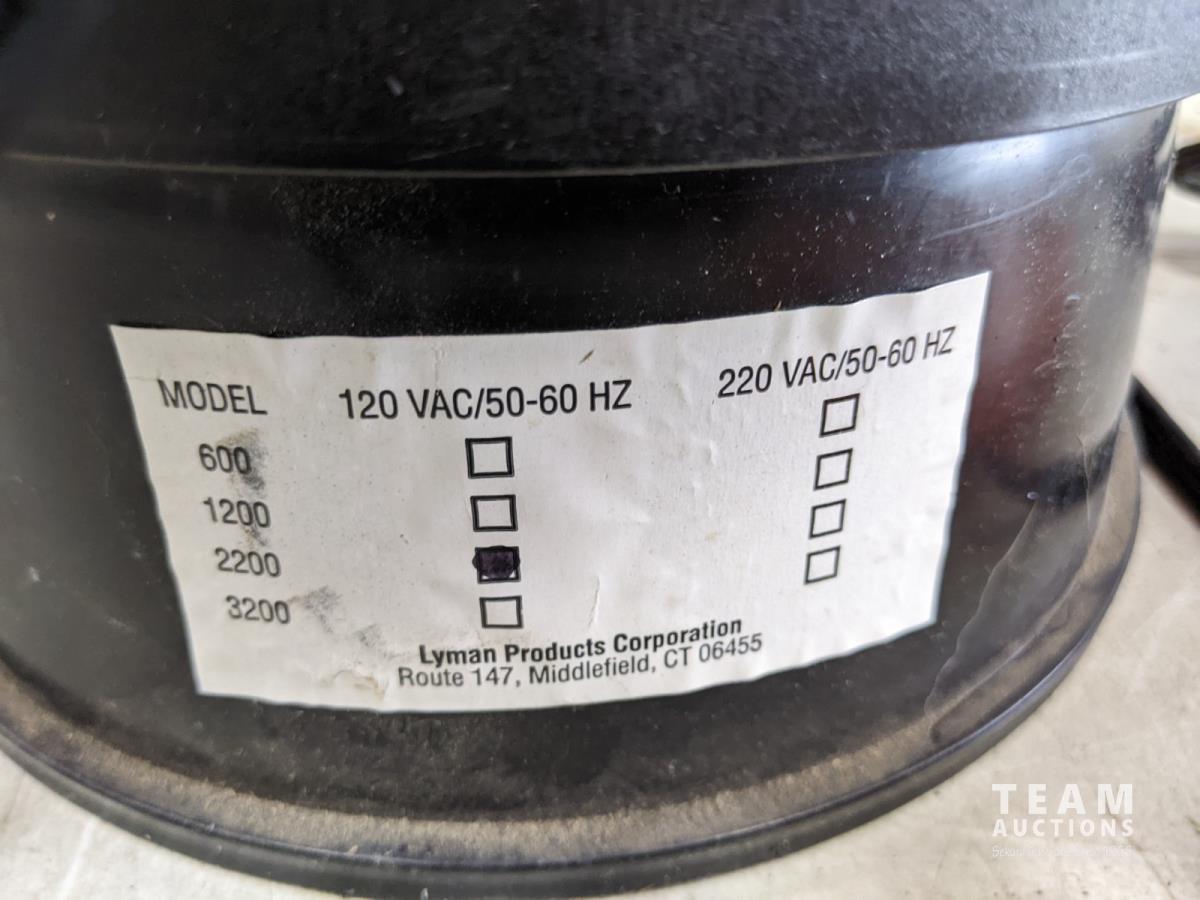 MODEL 120 VAC/50-60 HZ 220 VAC/50-60 HZ
600
1200
2200
3200
Lyman Products Corporation
Route 147, Middlefield, CT 06455
TEAM
AUCTIONS